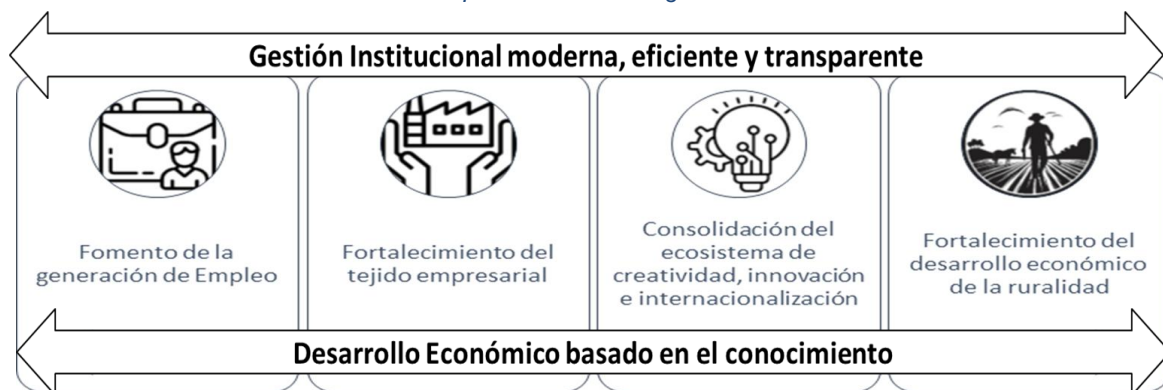 Gestión Institucional moderna, eficiente y transparente
Fomento de la
generación de Empleo
Fortalecimiento del
tejido empresarial
Consolidación del
ecosistema de
creatividad, innovación
e internacionalización
Fortalecimiento del
desarrollo económico
de la ruralidad
Desarrollo Económico basado en el conocimiento